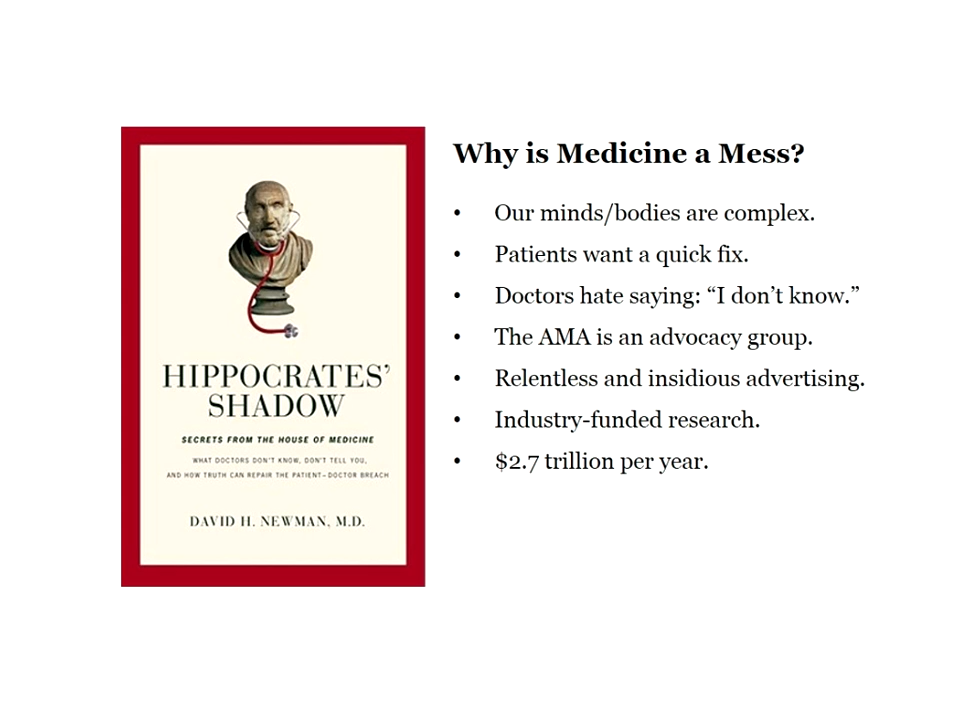 HIPPOCRATES’
SHADOW
SECRETS FROM THE HOUSE OF MEDICINE
WHAT DOCTORS DON’T KNOW, DON’T TELL YOU,
AND HOW TRUTH CAN REPAIR THE PATIENT–DOCTOR BREACH
DAVID H. NEWMAN, M.D.
Why is Medicine a Mess?
• Our minds/bodies are complex.
• Patients want a quick fix.
• Doctors hate saying: “I don’t know.”
• The AMA is an advocacy group.
• Relentless and insidious advertising.
• Industry-funded research.
• $2.7 trillion per year.